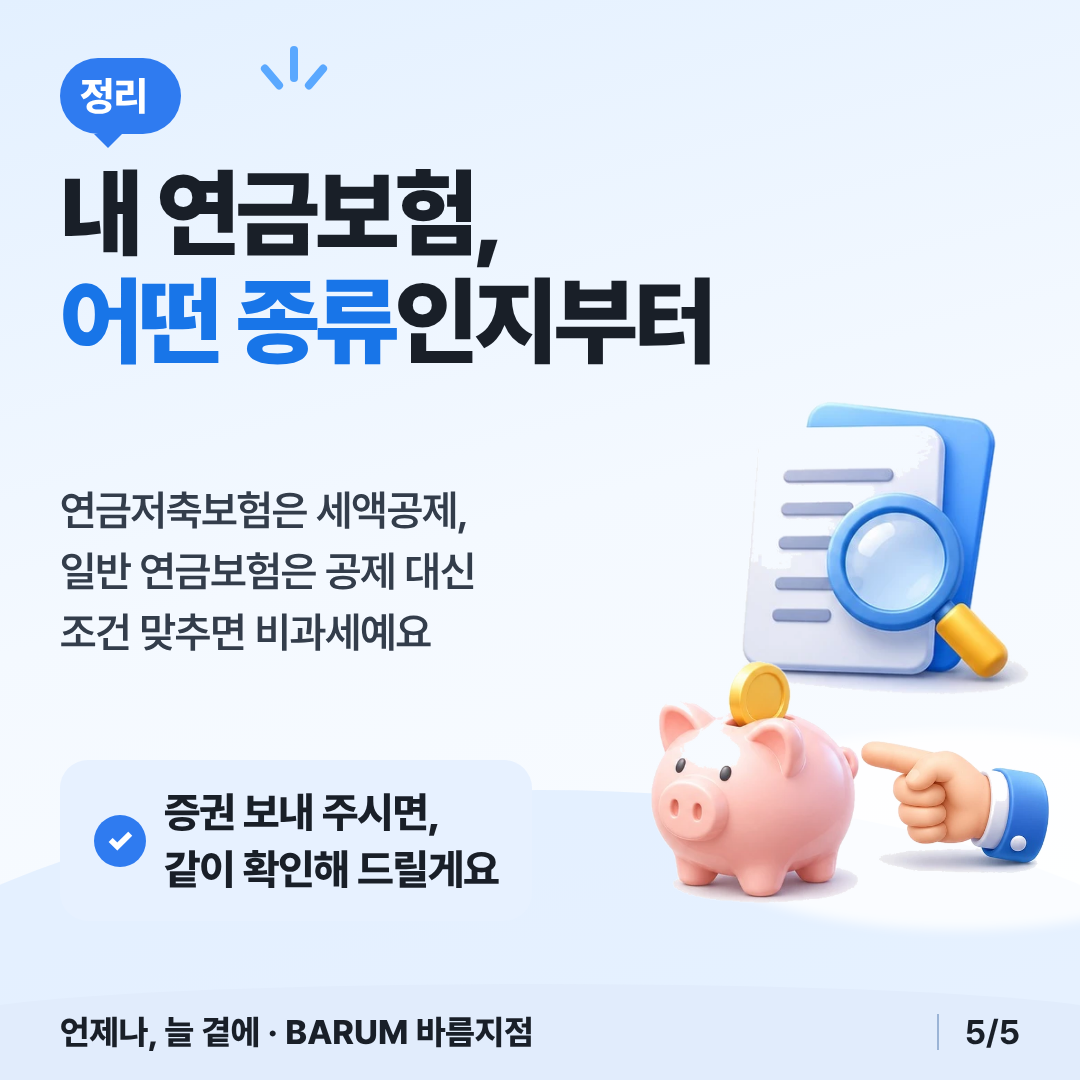 정리
내 연금보험,
어떤 종류인지부터
연금저축보험은 세액공제,
일반 연금보험은 공제 대신
조건 맞추면 비과세예요
증권 보내 주시면,
같이 확인해 드릴게요
언제나, 늘 곁에 · BARUM 바름지점
5/5